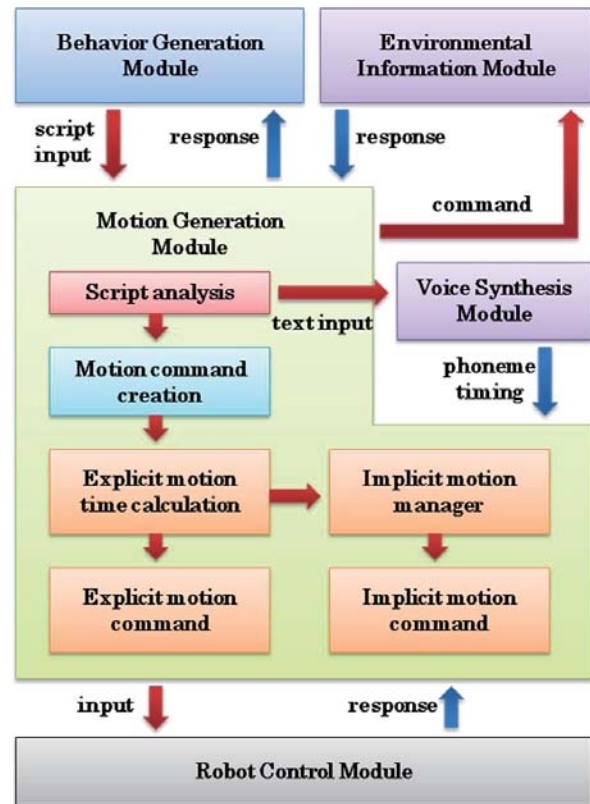 Behavior Generation
Module
Environmental
Information Module
script
input
response
response
command
Motion Generation
Module
Script analysis
text input
Voice Synthesis
Module
Motion command
creation
phoneme
timing
Explicit motion
time calculation
Implicit motion
manager
Explicit motion
command
Implicit motion
command
input
response
Robot Control Module